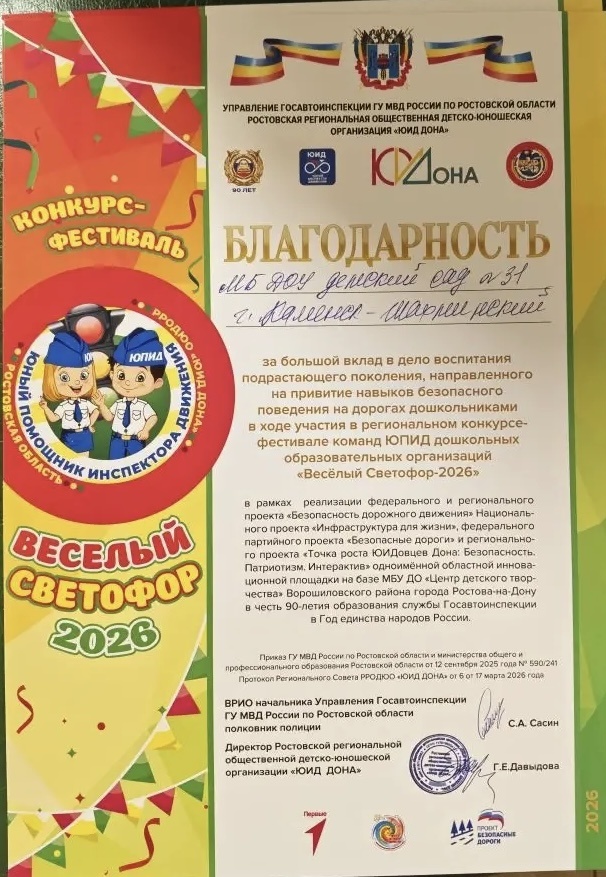 УПРАВЛЕНИЕ ГОСАВТОИНСПЕКЦИИ ГУ МВД РОССИИ ПО РОСТОВСКОЙ ОБЛАСТИ
РОСТОВСКАЯ РЕГИОНАЛЬНАЯ ОБЩЕСТВЕННАЯ ДЕТСКО-ЮНОШЕСКАЯ
ОРГАНИЗАЦИЯ «ЮИД ДОНА»
90 ЛЕТ
ЮИД
ЮИД ДОНА
КОНКУРС-
ФЕСТИВАЛЬ
БЛАГОДАРНОСТЬ
МБ ДОУ детский сад №31
г. Каменск-Шахтинский
за большой вклад в дело воспитания
подрастающего поколения, направленного
на привитие навыков безопасного
поведения на дорогах дошкольниками
в ходе участия в региональном конкурсе-
фестивале команд ЮПИД дошкольных
образовательных организаций
«Весёлый Светофор-2026»
РРОДЮО «ЮИД ДОНА»
РОСТОВСКАЯ ОБЛАСТЬ
ЮНЫЙ ПОМОЩНИК ИНСПЕКТОРА ДВИЖЕНИЯ
ЮПИД
ВЕСЕЛЫЙ
СВЕТОФОР
2026
в рамках реализации федерального и регионального
проекта «Безопасность дорожного движения» Националь-
ного проекта «Инфраструктура для жизни», федерального
партийного проекта «Безопасные дороги» и регионально-
го проекта «Точка роста ЮИДовцев Дона: Безопасность.
Патриотизм. Интерактив» одноимённой областной иннова-
ционной площадки на базе МБУ ДО «Центр детского твор-
чества» Ворошиловского района города Ростова-на-Дону
в честь 90-летия образования службы Госавтоинспекции
в Год единства народов России.
Приказ ГУ МВД России по Ростовской области и министерства общего и
профессионального образования Ростовской области от 12 сентября 2025 года № 590/241
Протокол Регионального Совета РРОДЮО «ЮИД ДОНА» от 6 от 17 марта 2026 года
ВРИО начальника Управления Госавтоинспекции
ГУ МВД России по Ростовской области
полковник полиции
С.А. Сасин
Директор Ростовской региональной
общественной детско-юношеской
организации «ЮИД ДОНА»
Г.Е.Давыдова
Первые
ПРОЕКТ
БЕЗОПАСНЫЕ
ДОРОГИ
2026